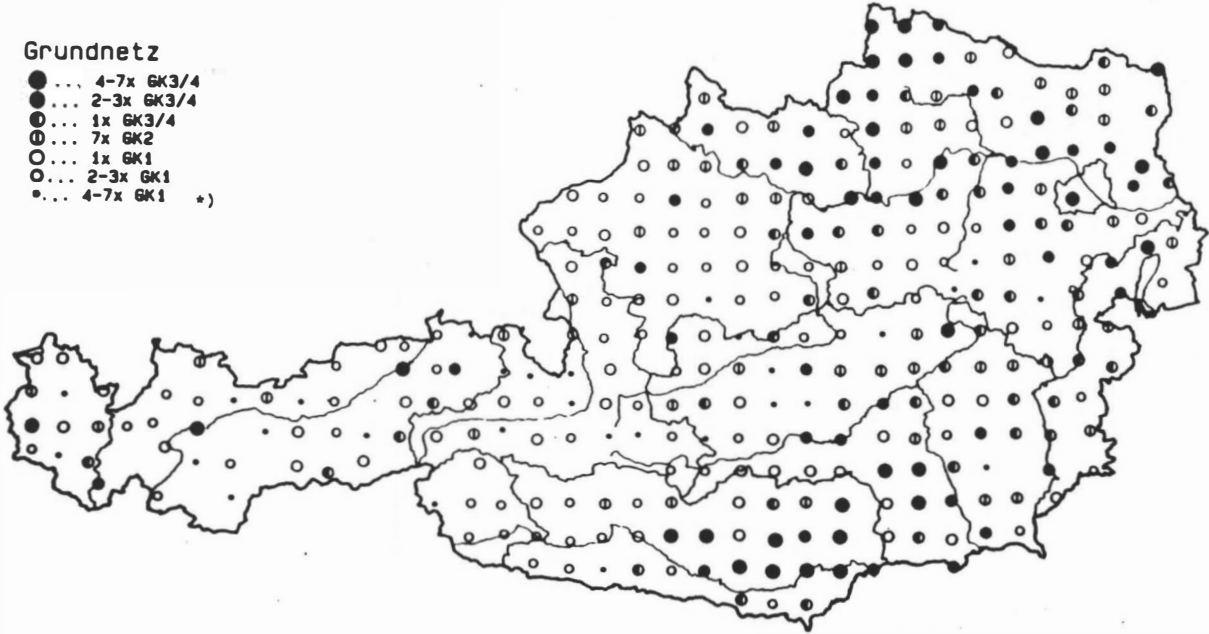 Grundnetz
... 4-7x GK3/4
... 2-3x GK3/4
... 1x GK3/4
... 7x GK2
... 1x GK1
... 2-3x GK1
... 4-7x GK1 *)